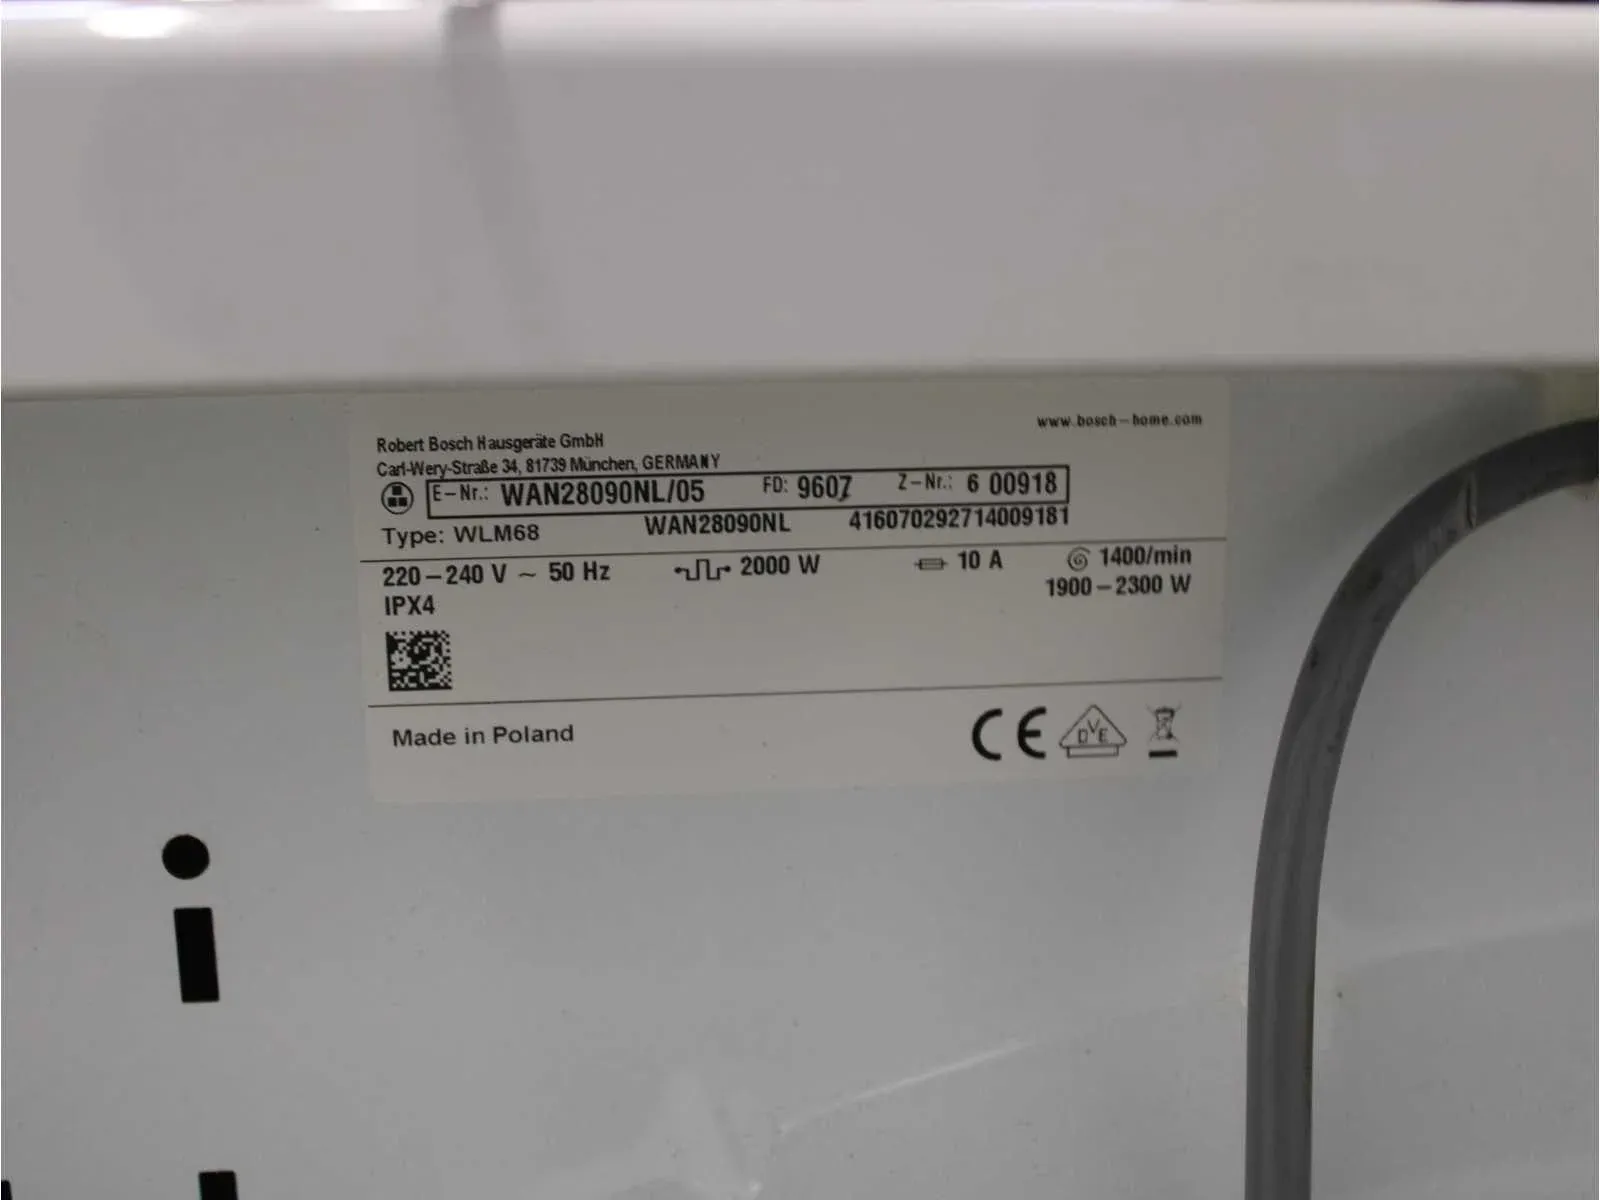 www.bosch-home.com
Robert Bosch Hausgeräte GmbH
Carl-Wery-Straße 34, 81739 München, GERMANY
E-Nr.: WAN28090NL/05 FD: 9607 Z-Nr.: 6 00918
Type: WLM68 WAN28090NL 416070292714009181
220-240 V ~ 50 Hz 2000 W 10 A 1400/min
IPX4 1900-2300 W
Made in Poland CE DVE